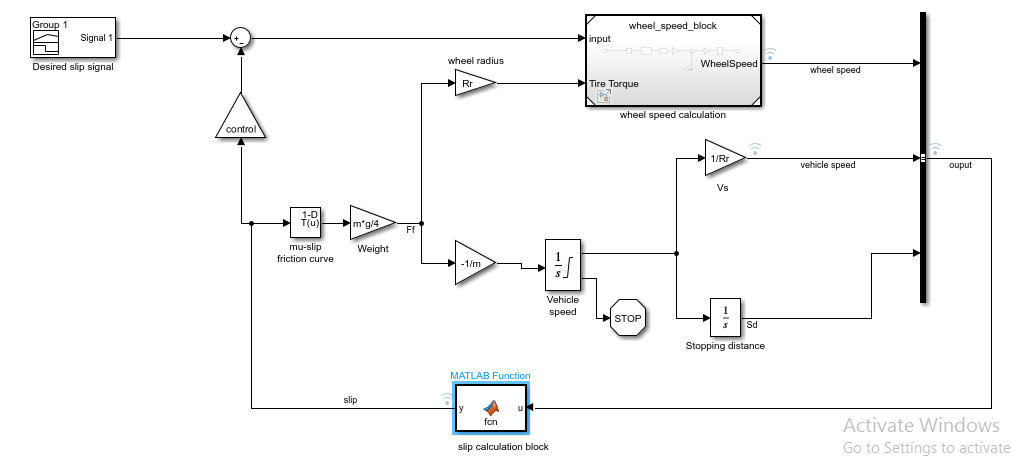 Group 1
Signal 1
Desired slip signal
+
-
control
wheel radius
Rr
wheel_speed_block
input
WheelSpeed
Tire Torque
wheel speed calculation
wheel speed
1/Rr
vehicle speed
Vs
ouput
1-D
T(u)
mu-slip
friction curve
m*g/4
Weight
Ff
-1/m
1
s
Vehicle
speed
STOP
1
s
Sd
Stopping distance
MATLAB Function
slip
y
u
fcn
slip calculation block
Activate Windows
Go to Settings to activate